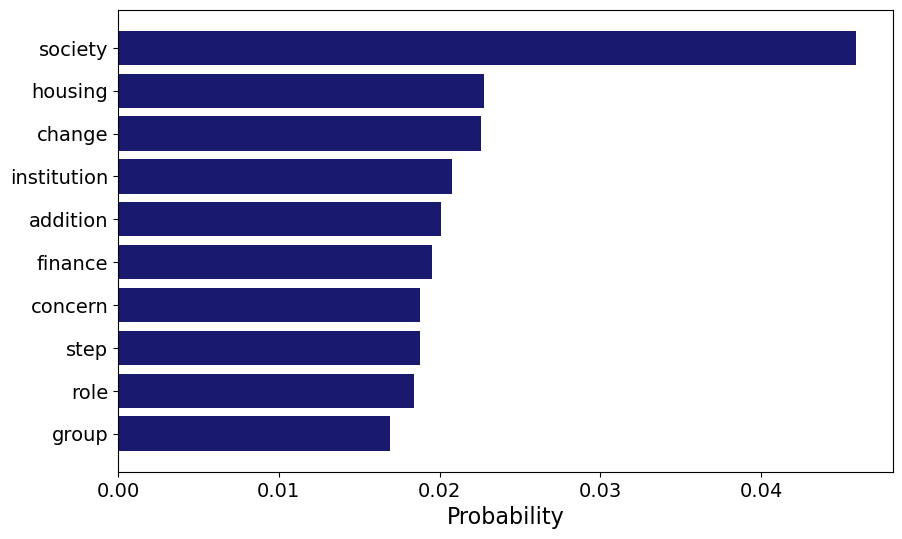 society
housing
change
institution
addition
finance
concern
step
role
group
0.00 0.01 0.02 0.03 0.04
Probability